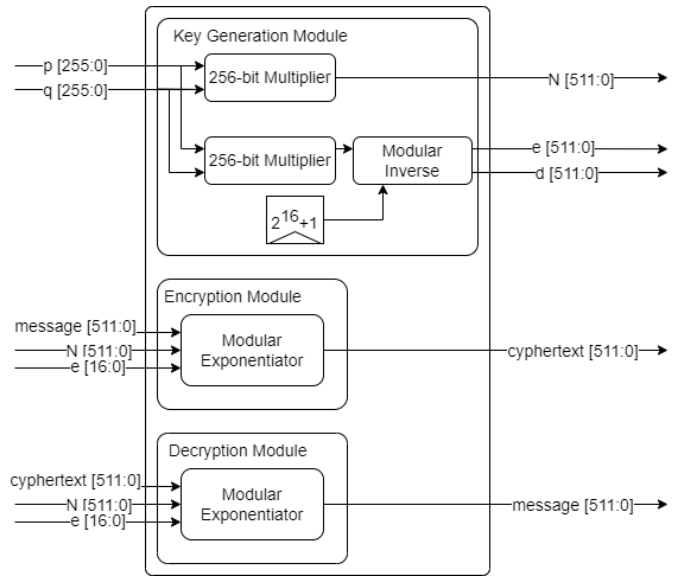 Key Generation Module
p [255:0]
q [255:0]
256-bit Multiplier
N [511:0]
256-bit Multiplier
Modular
Inverse
e [511:0]
d [511:0]
2^16+1
Encryption Module
message [511:0]
N [511:0]
e [16:0]
Modular
Exponentiator
cyphertext [511:0]
Decryption Module
cyphertext [511:0]
N [511:0]
e [16:0]
Modular
Exponentiator
message [511:0]